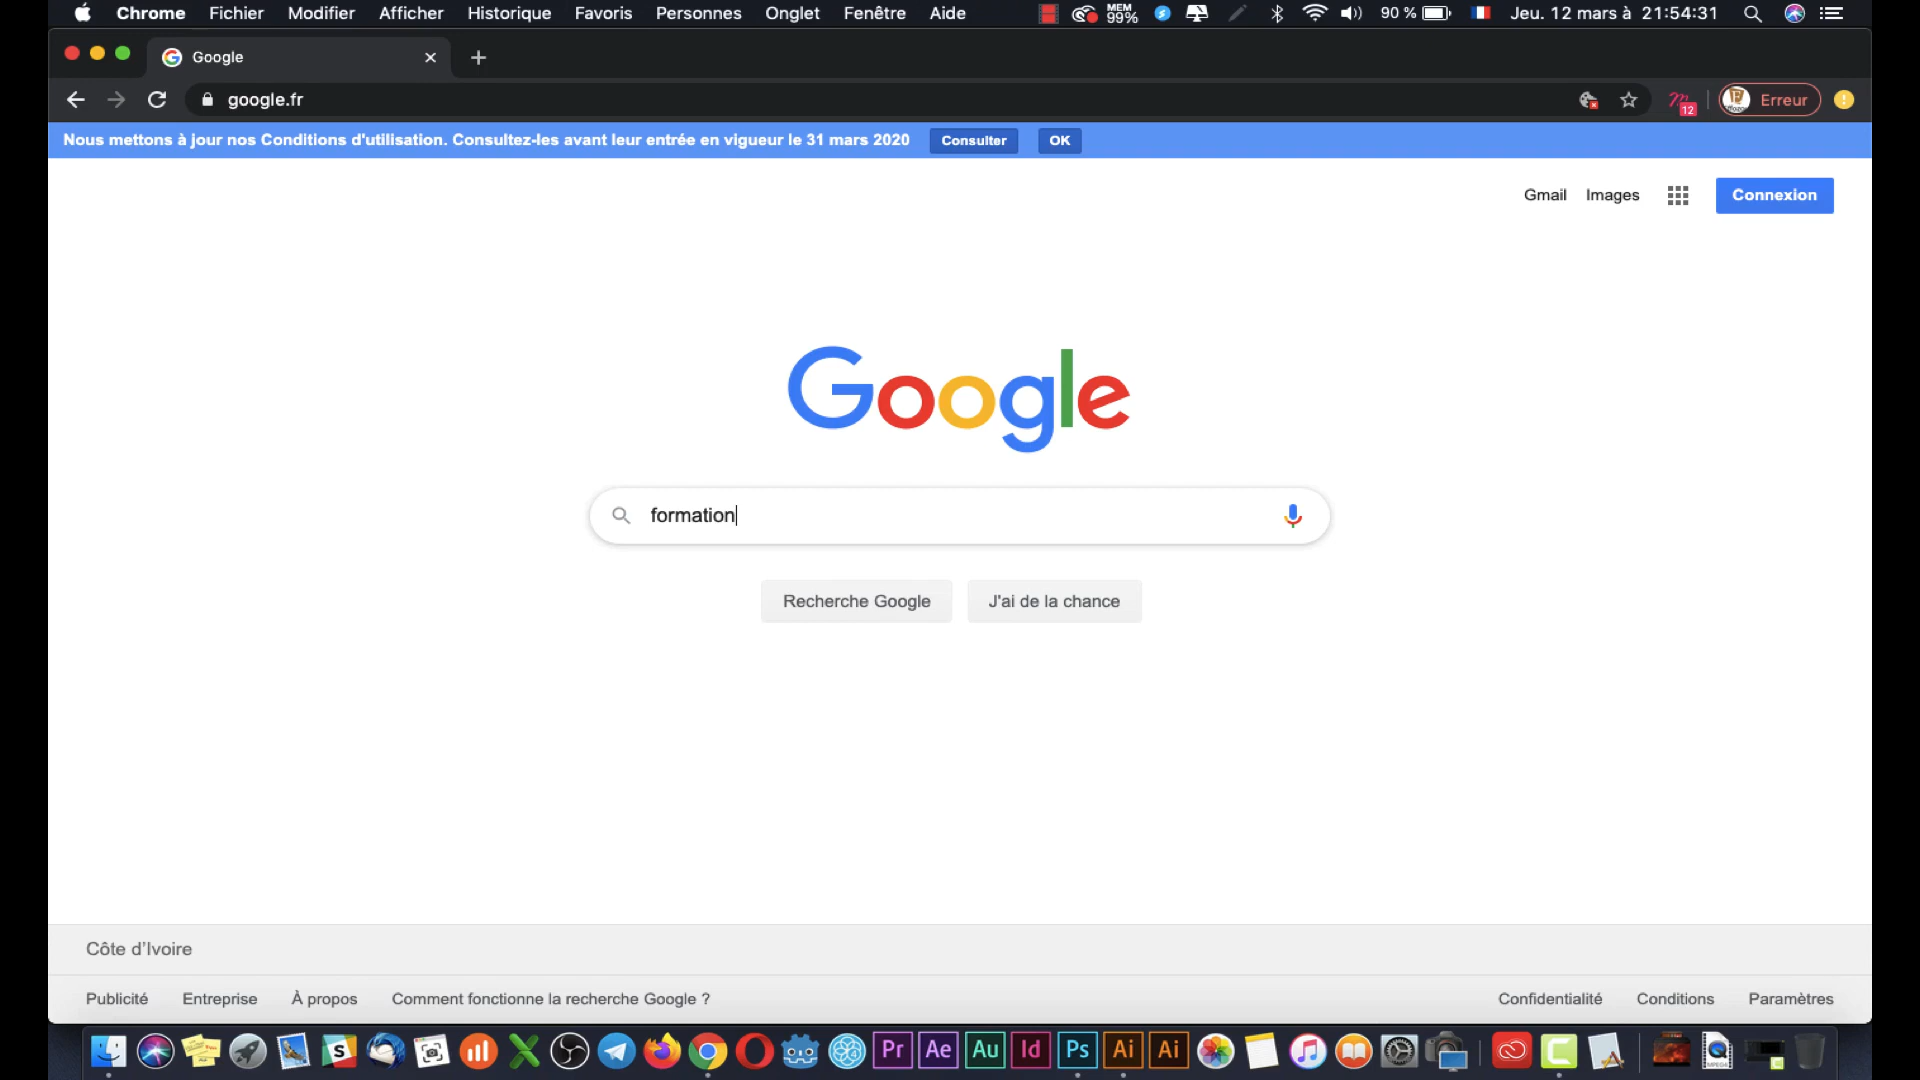 Chrome Fichier Modifier Afficher Historique Favoris Personnes Onglet Fenêtre Aide MEM 99% 90 % Jeu. 12 mars à 21:54:31
Google
google.fr 12 Erreur
Nous mettons à jour nos Conditions d'utilisation. Consultez-les avant leur entrée en vigueur le 31 mars 2020 Consulter OK
Gmail Images Connexion
Google
formation
Recherche Google J'ai de la chance
Côte d'Ivoire
Publicité Entreprise À propos Comment fonctionne la recherche Google ? Confidentialité Conditions Paramètres
S Pr Ae Au Id Ps Ai Ai